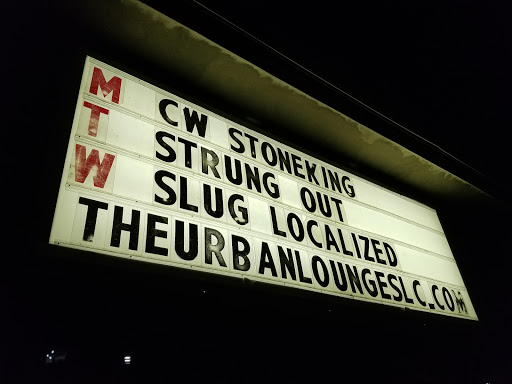 M CW STONEKING
T STRUNG OUT
W SLUG LOCALIZED
THEURBANLOUNGESLC.COM